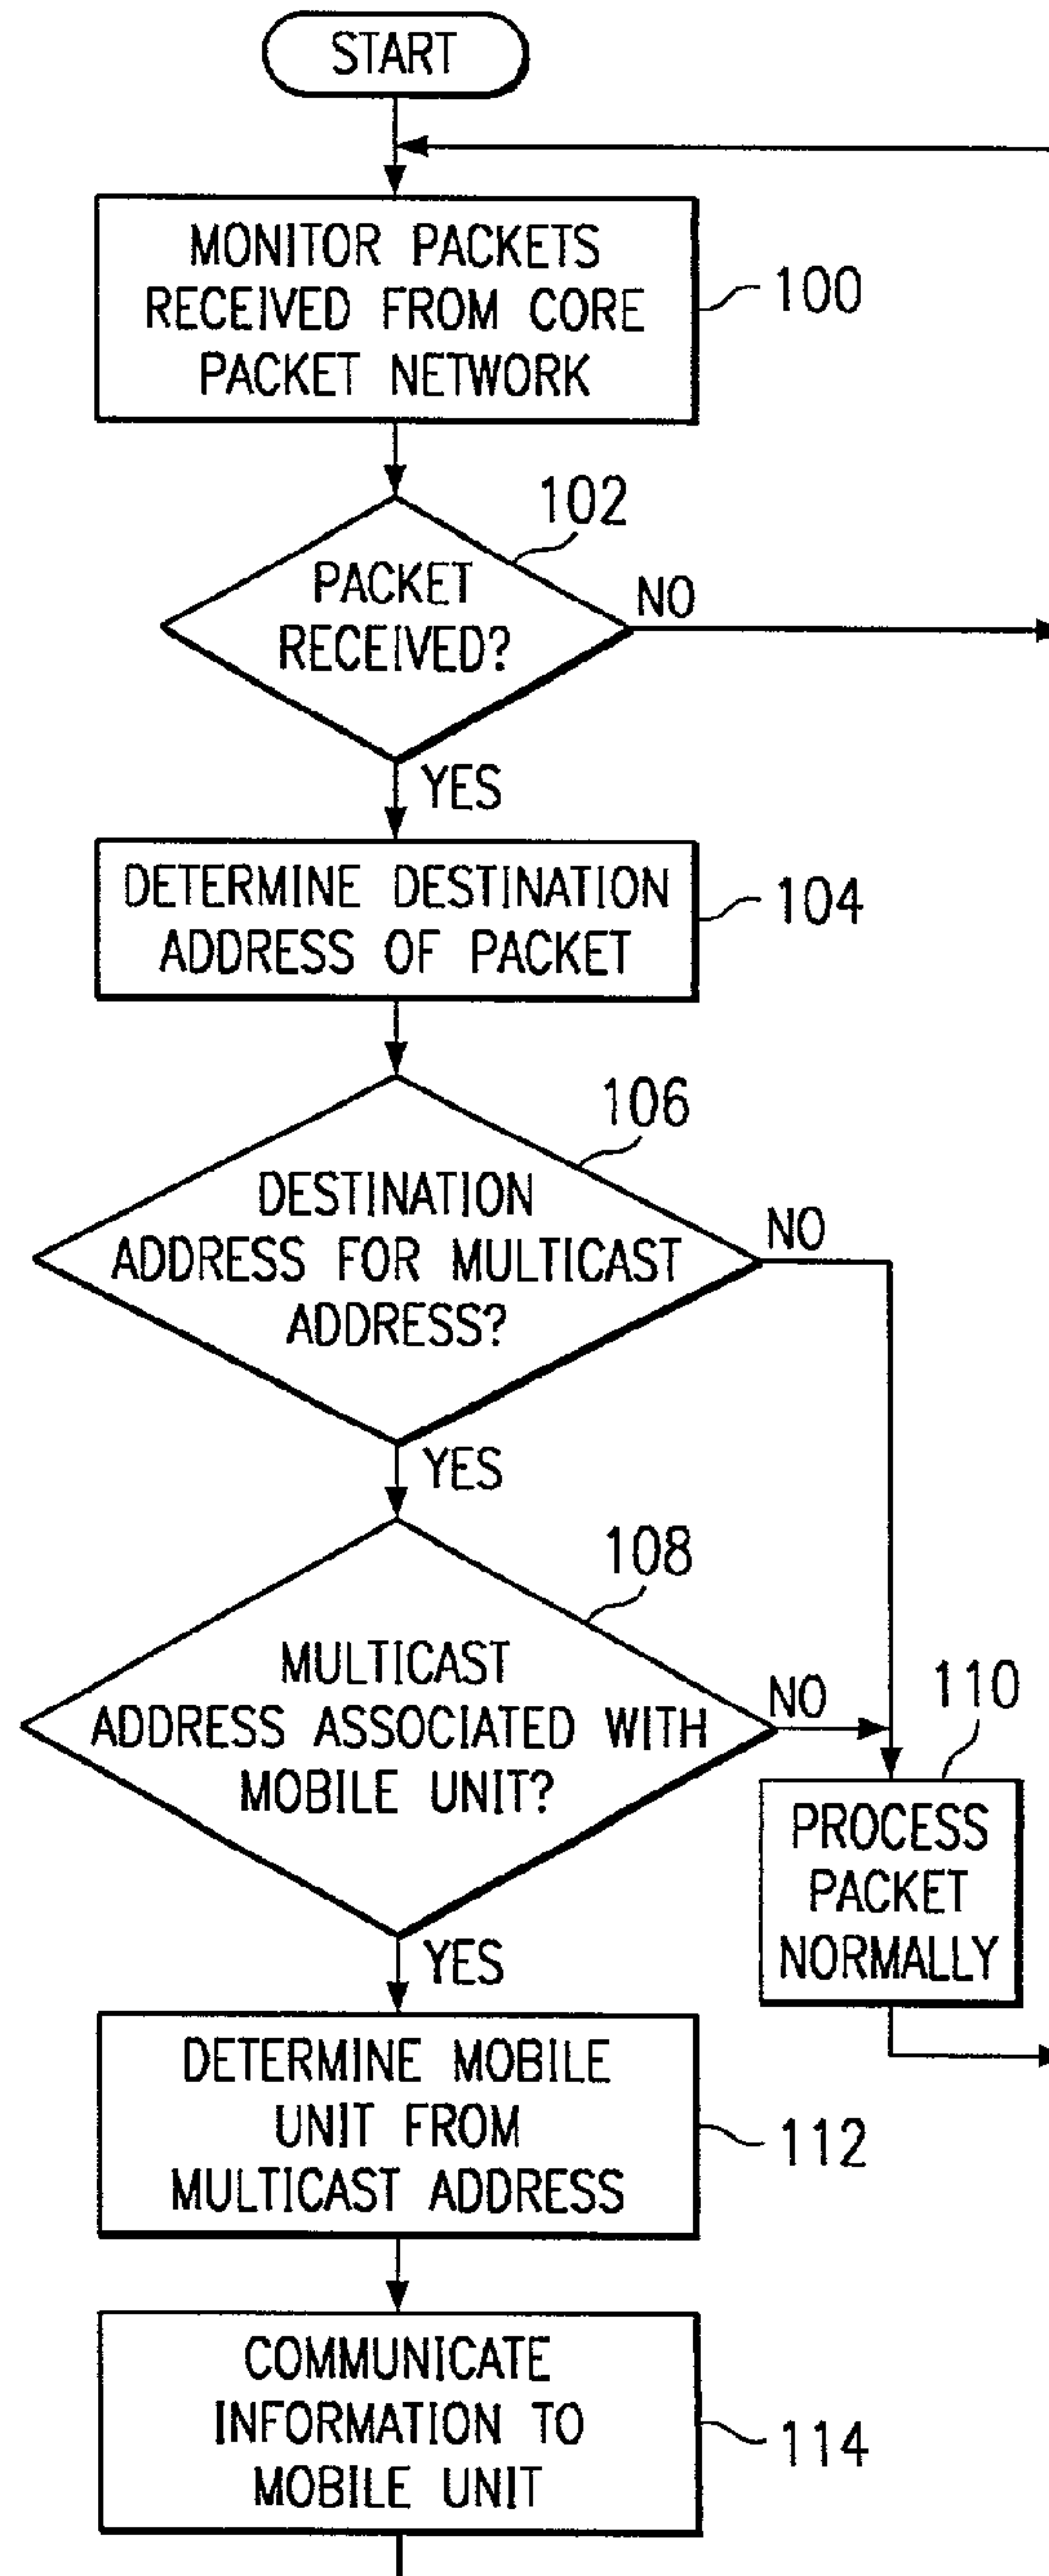 START
MONITOR PACKETS
RECEIVED FROM CORE
PACKET NETWORK
100
102
PACKET
RECEIVED?
NO
YES
DETERMINE DESTINATION
ADDRESS OF PACKET
104
106
DESTINATION
ADDRESS FOR MULTICAST
ADDRESS?
NO
YES
108
MULTICAST
ADDRESS ASSOCIATED WITH
MOBILE UNIT?
NO
110
PROCESS
PACKET
NORMALLY
YES
DETERMINE MOBILE
UNIT FROM
MULTICAST ADDRESS
112
COMMUNICATE
INFORMATION TO
MOBILE UNIT
114